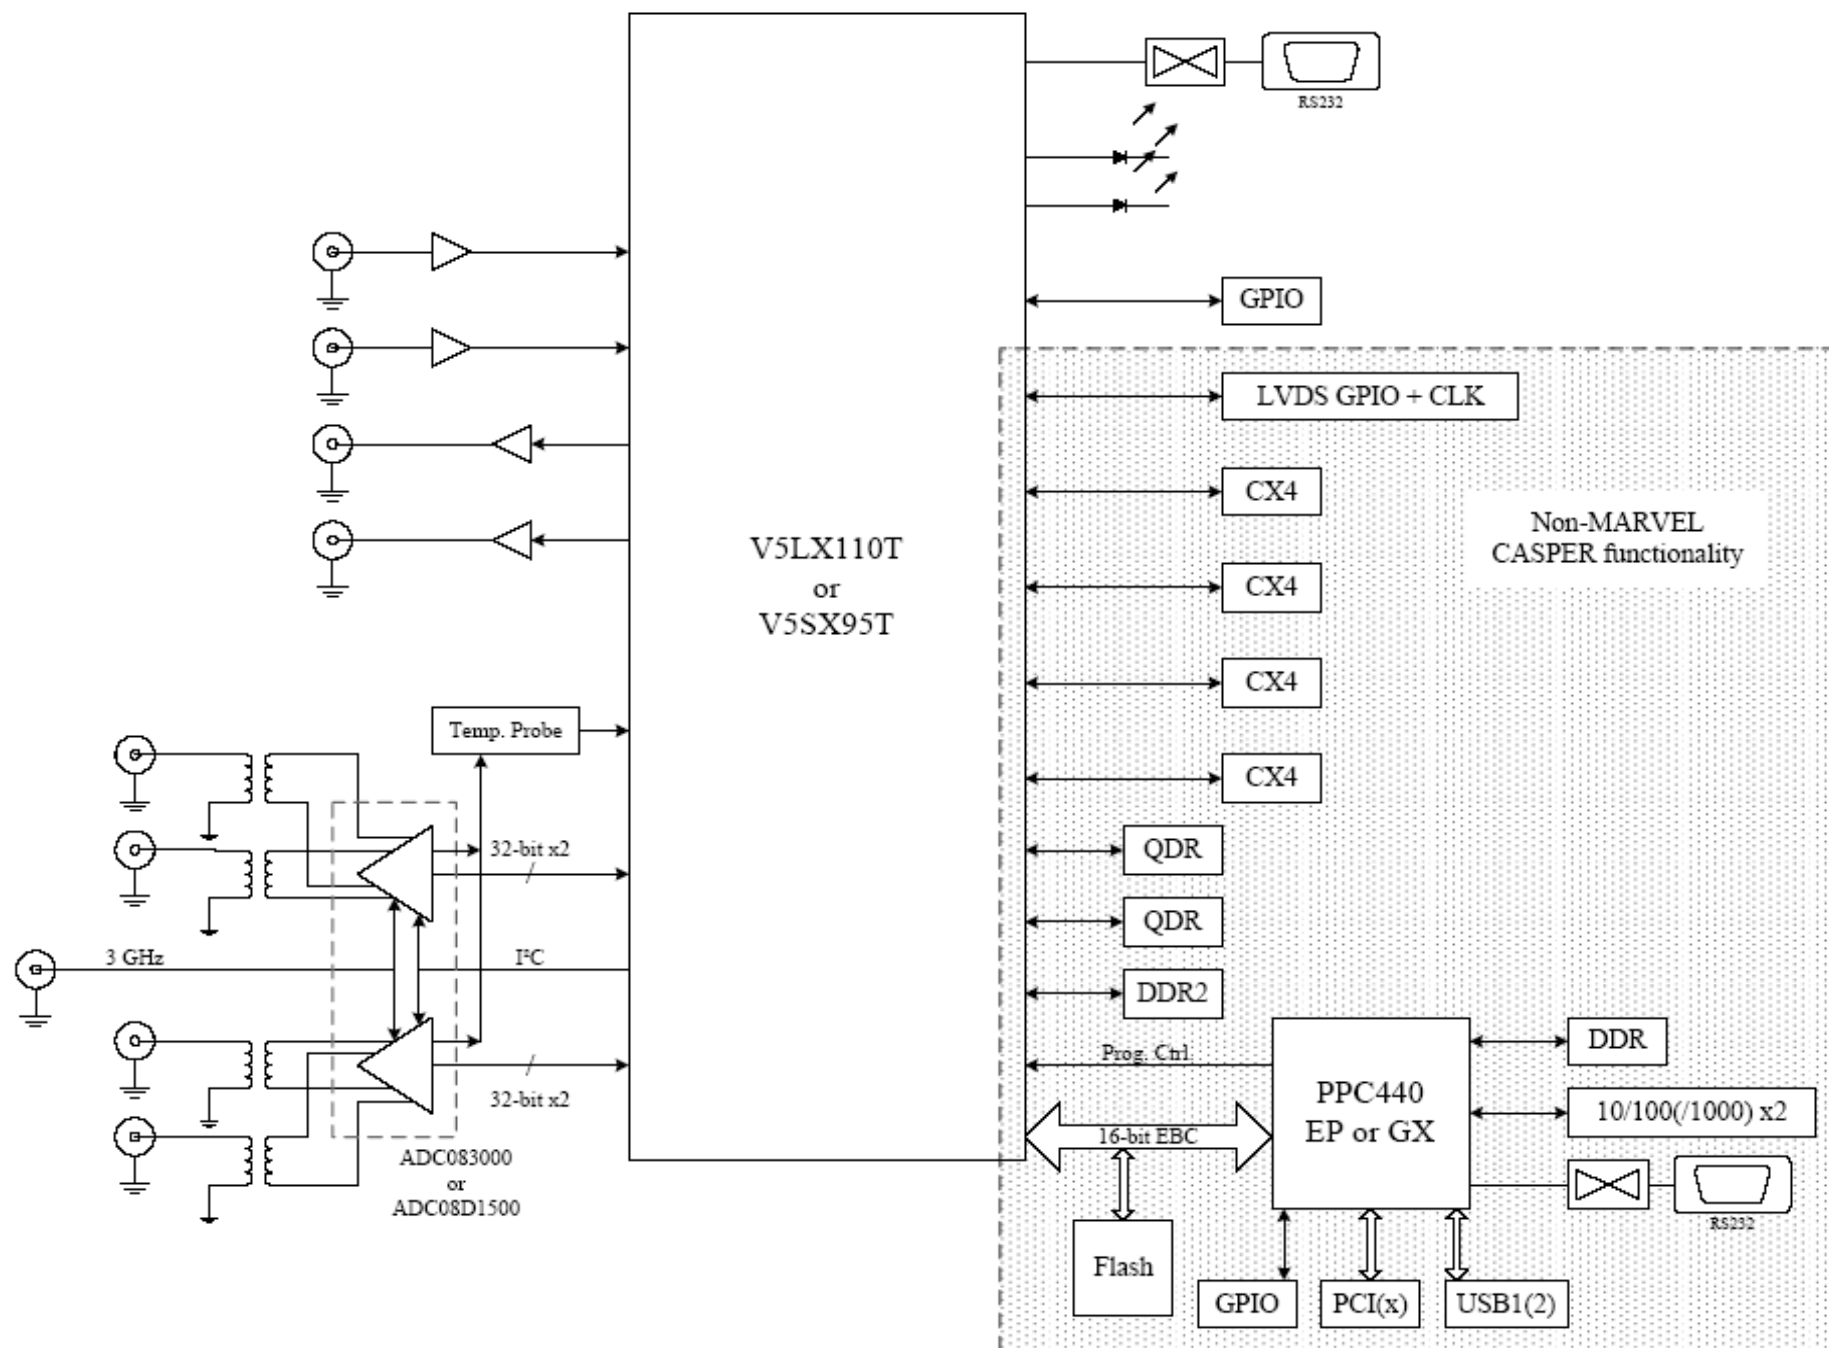 RS232
GPIO
LVDS GPIO + CLK
CX4
Non-MARVEL
CASPER functionality
V5LX110T
or
V5SX95T
CX4
CX4
Temp. Probe
CX4
32-bit x2
QDR
QDR
3 GHz
I²C
DDR2
Prog. Ctrl.
DDR
32-bit x2
PPC440
EP or GX
10/100(/1000) x2
16-bit EBC
ADC083000
or
ADC08D1500
RS232
Flash
GPIO
PCI(x)
USB1(2)